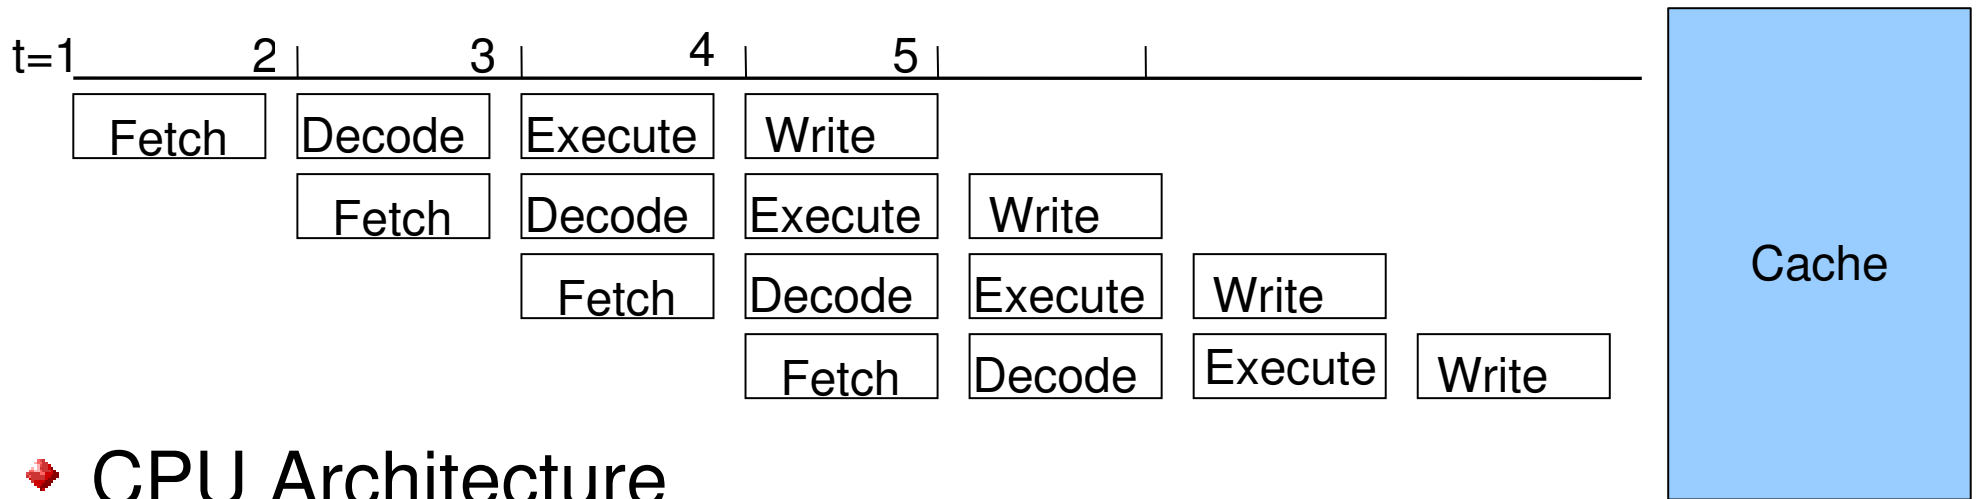 t=1 2 3 4 5
Fetch Decode Execute Write
Fetch Decode Execute Write
Cache
Fetch Decode Execute Write
Fetch Decode Execute Write
CPU Architecture